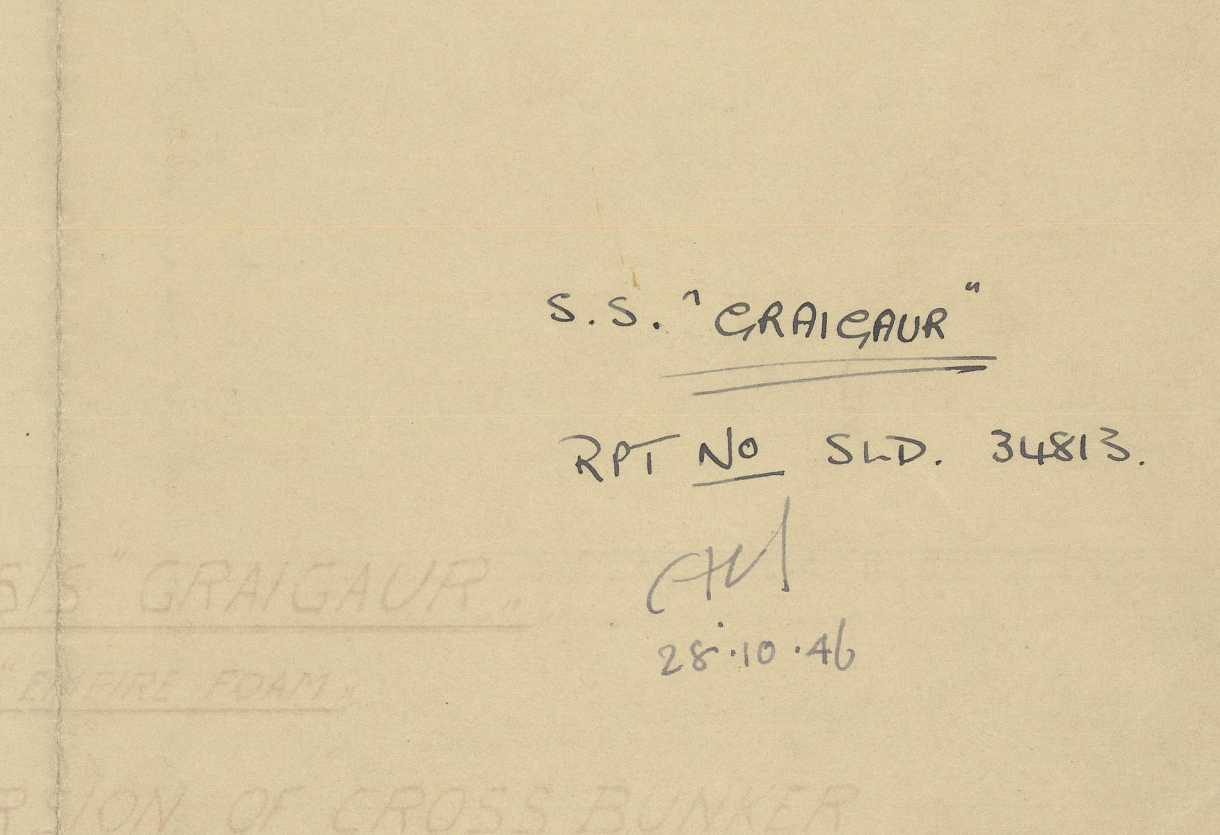 S.S. "GRAIGAUR"
RPT No SLD. 34813.
28.10.46
S/S "GRAIGAUR"
"EMPIRE FOAM"
RSION OF CROSS BUNKER